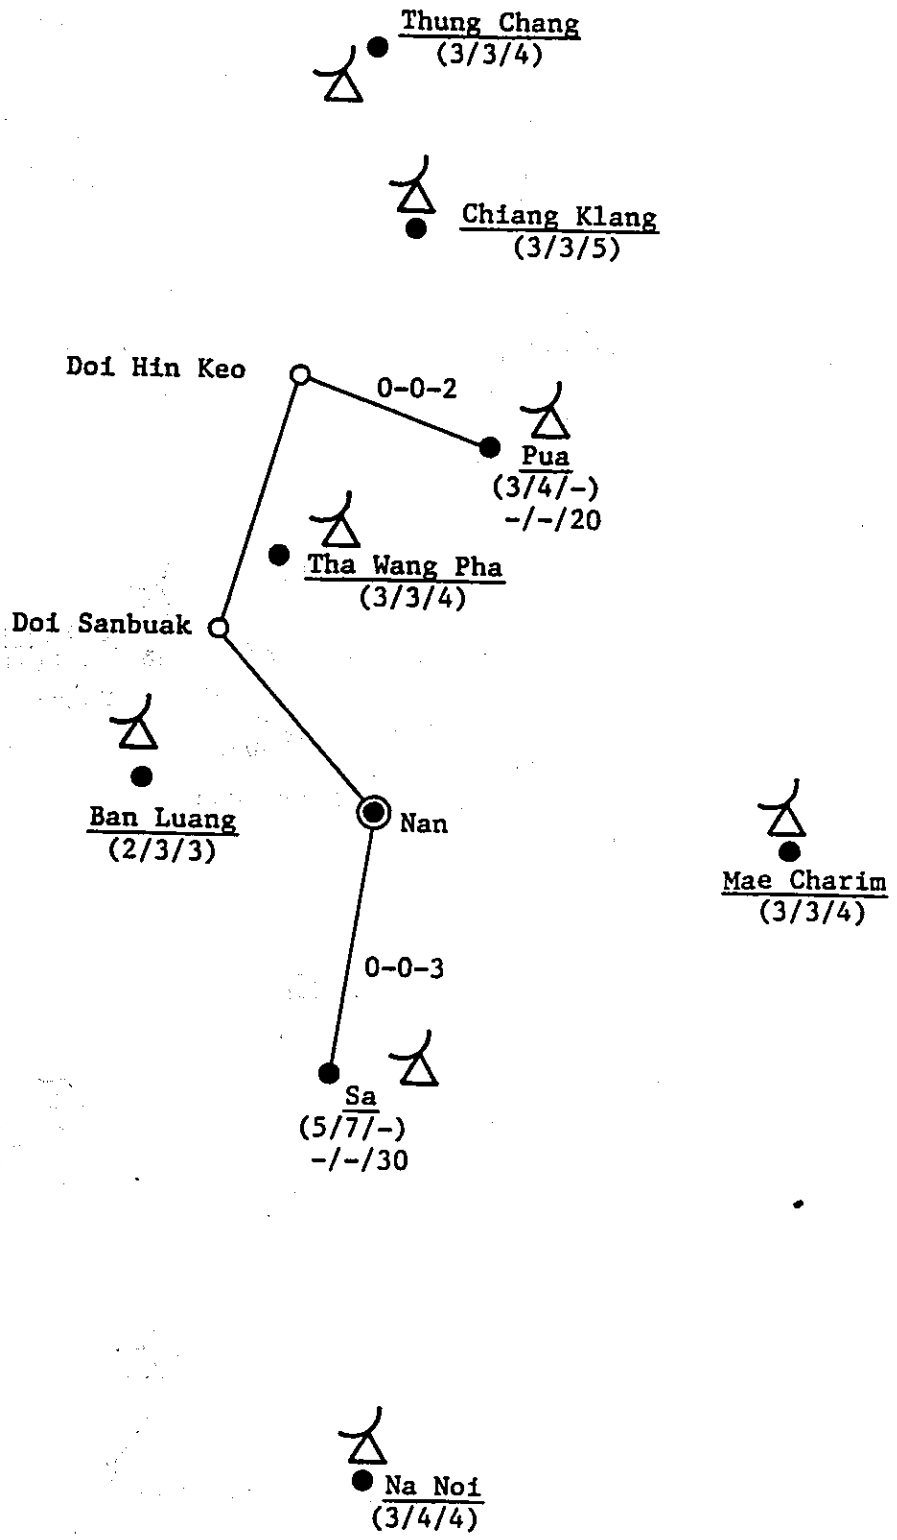 Thung Chang
(3/3/4)
Chiang Klang
(3/3/5)
Doi Hin Keo
0-0-2
Pua
(3/4/-)
-/-/20
Tha Wang Pha
(3/3/4)
Doi Sanbuak
Ban Luang
(2/3/3)
Nan
Mae Charim
(3/3/4)
0-0-3
Sa
(5/7/-)
-/-/30
Na Noi
(3/4/4)